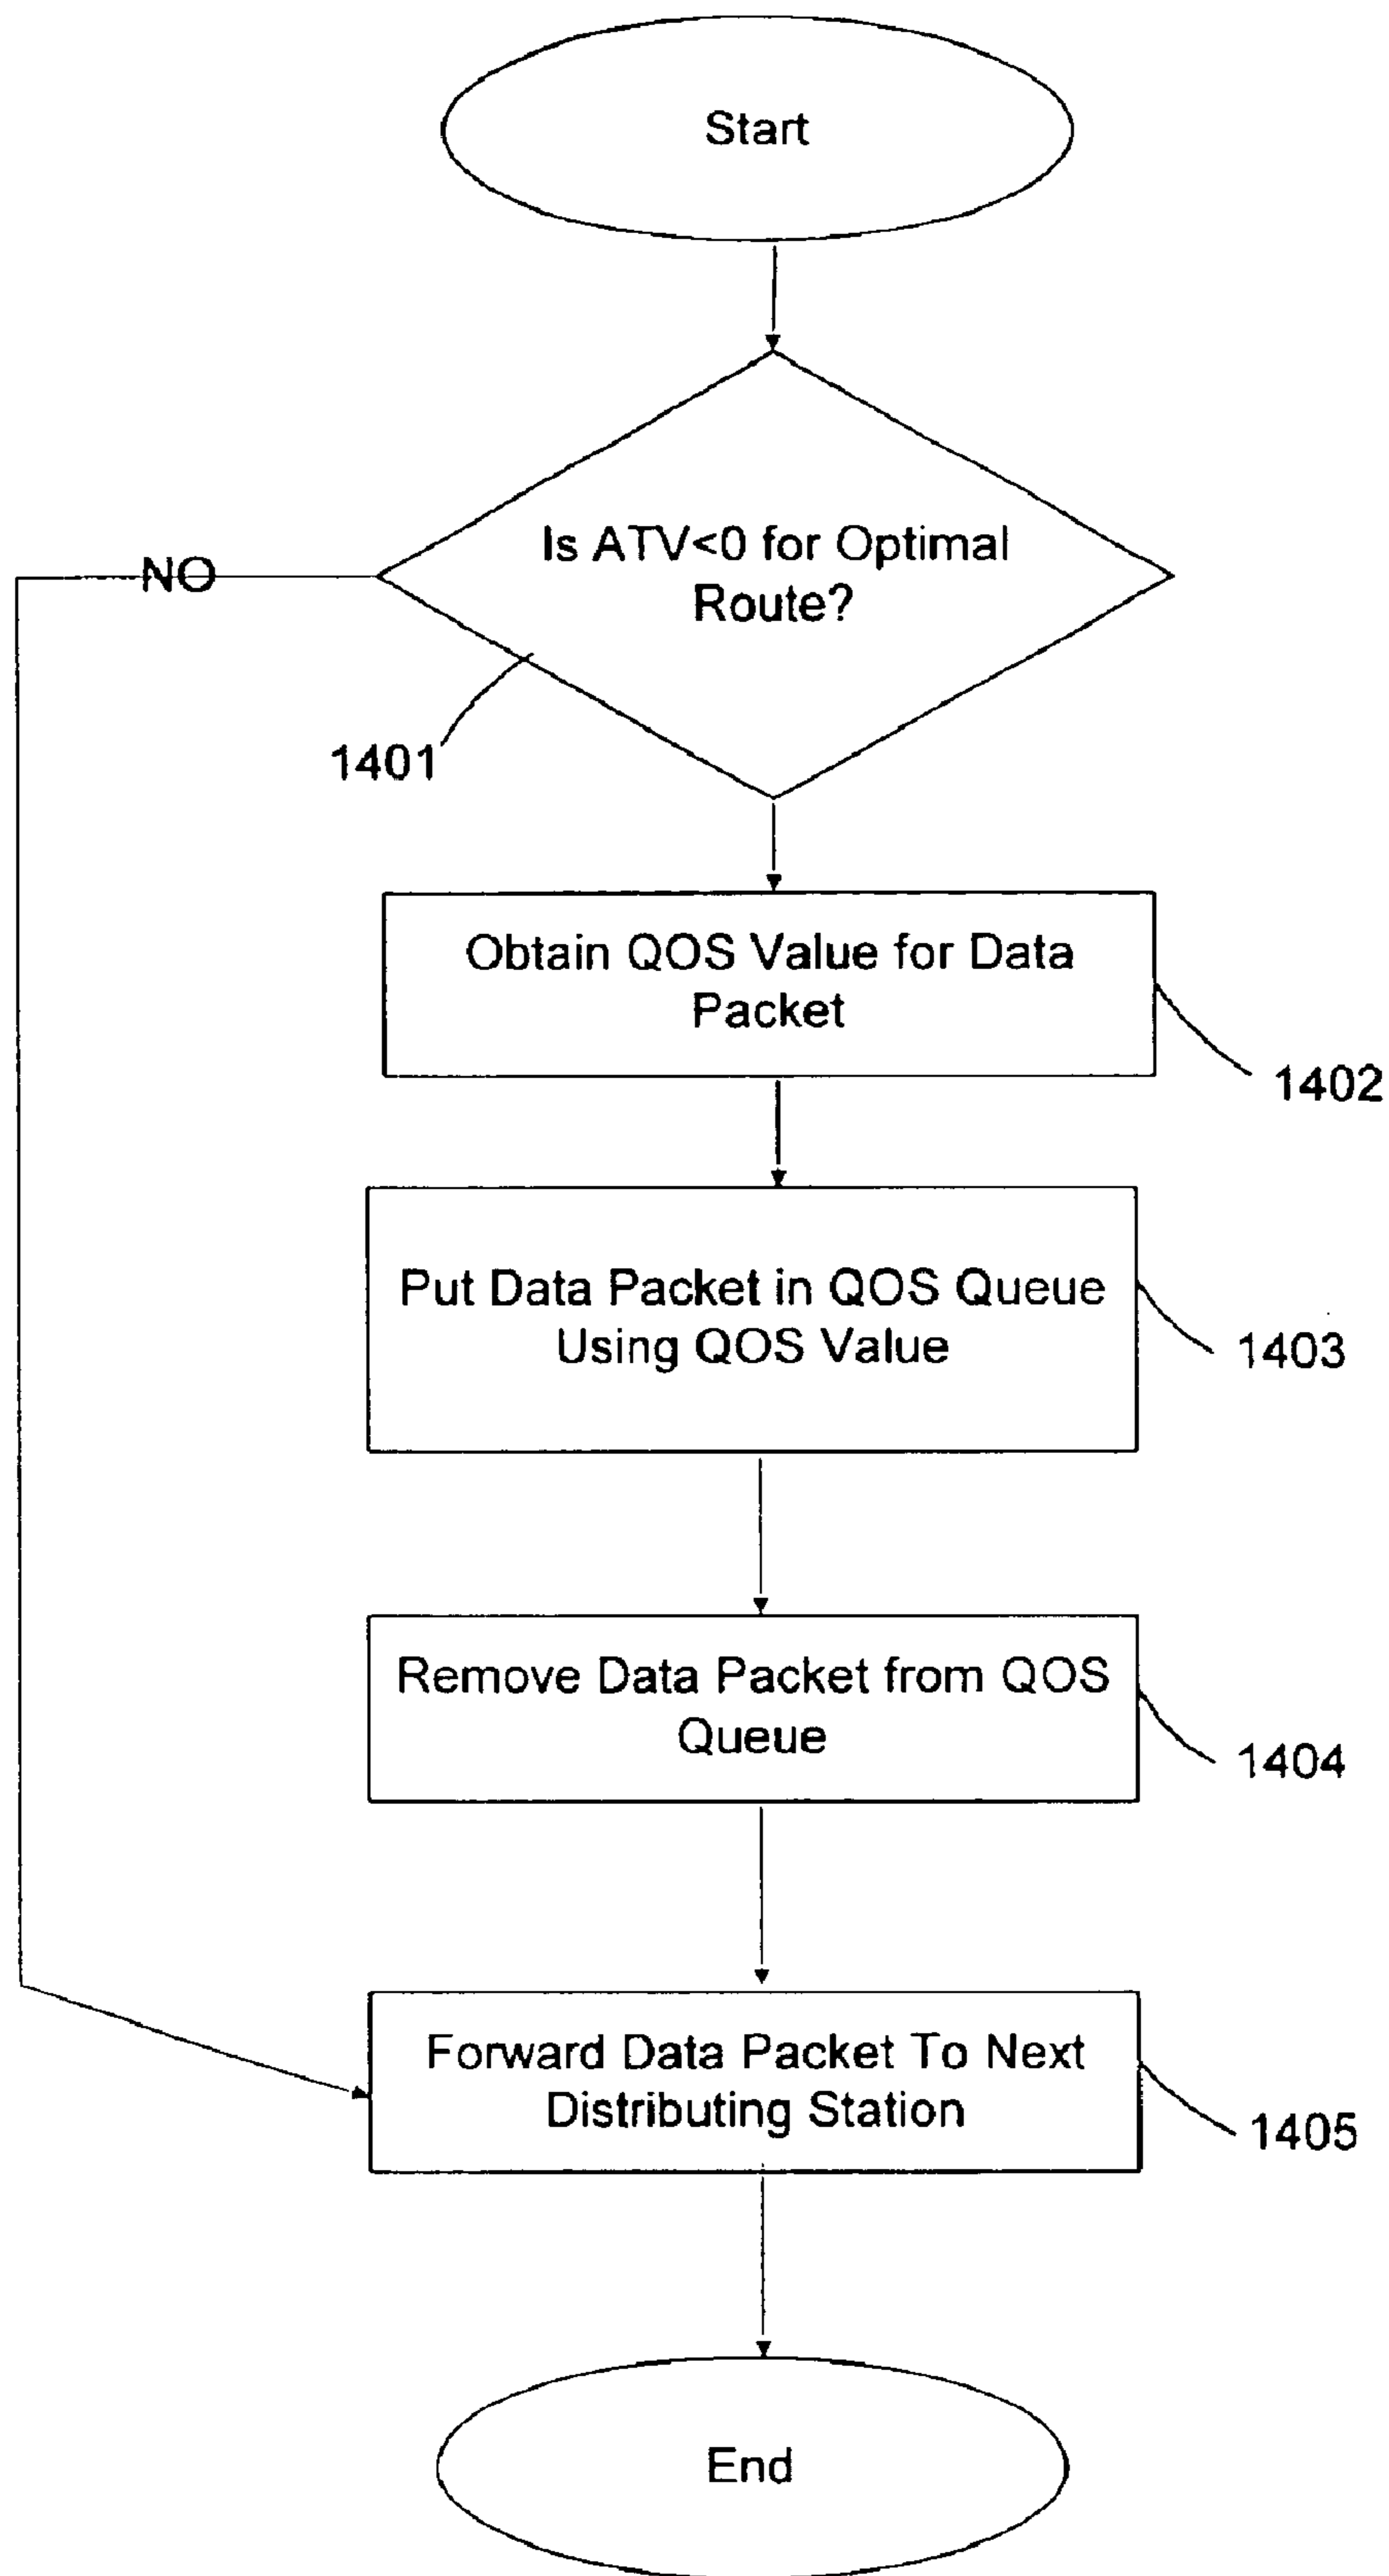 Start
Is ATV<0 for Optimal
Route?
NO
1401
Obtain QOS Value for Data
Packet
1402
Put Data Packet in QOS Queue
Using QOS Value
1403
Remove Data Packet from QOS
Queue
1404
Forward Data Packet To Next
Distributing Station
1405
End